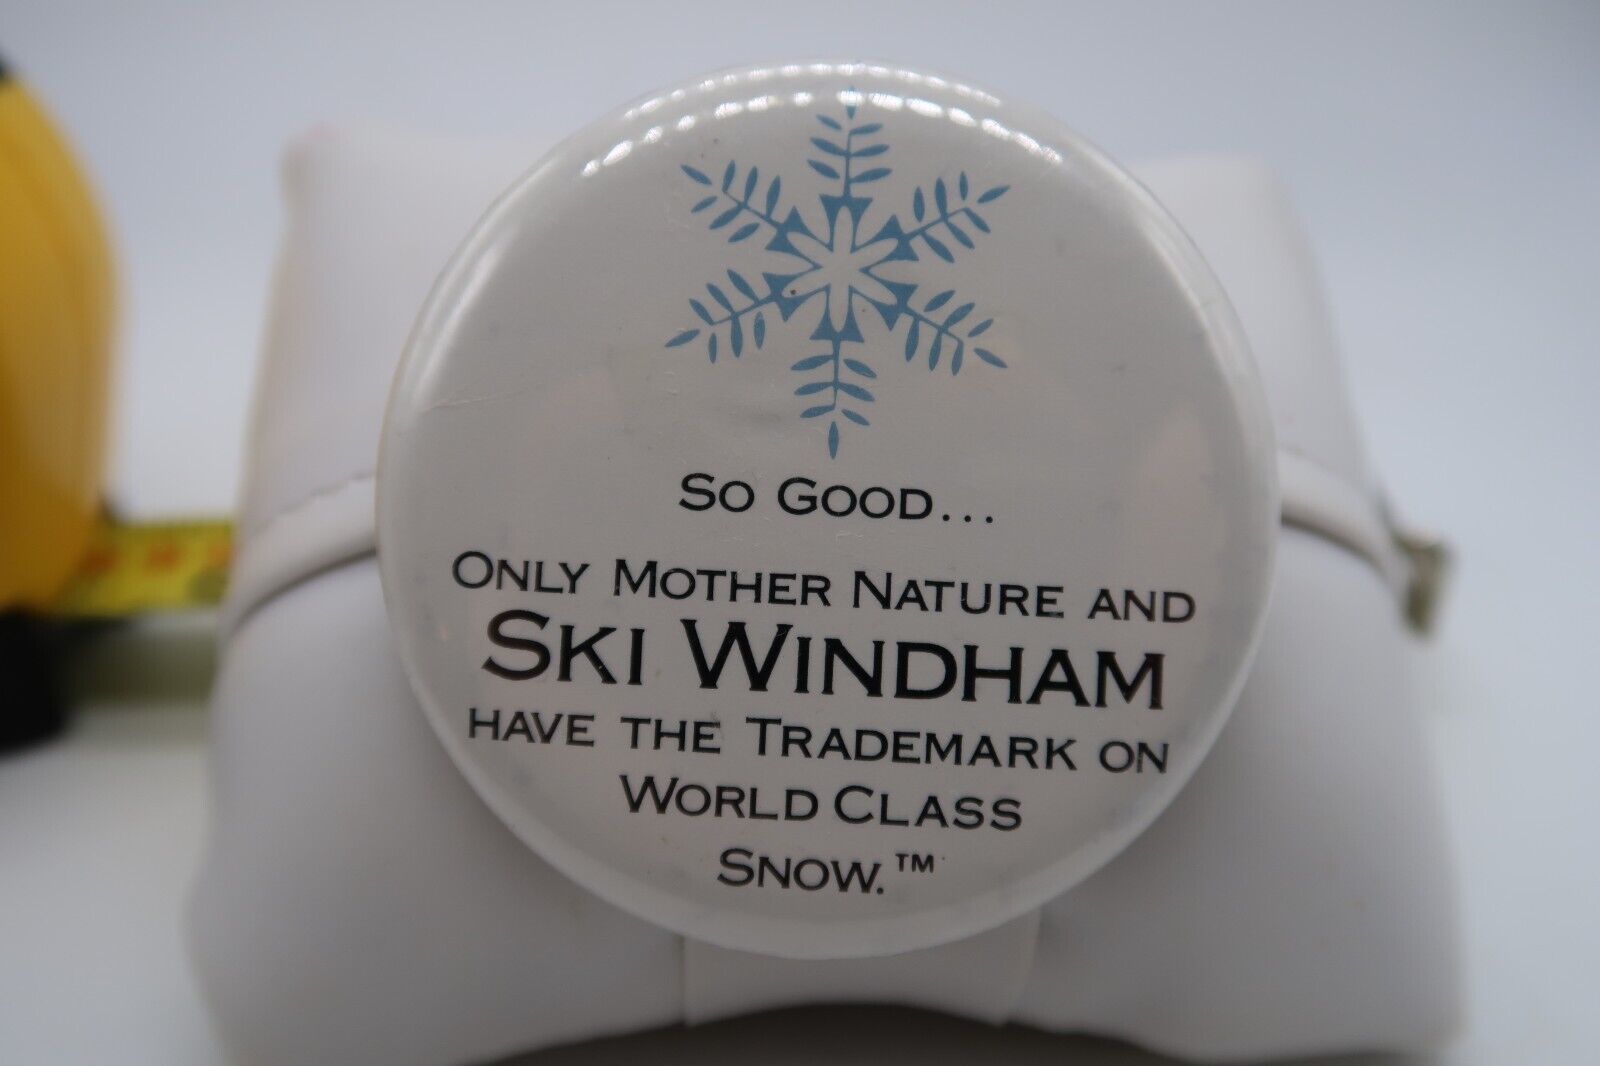 So Good...
Only Mother Nature and
Ski Windham
have the Trademark on
World Class
Snow.™